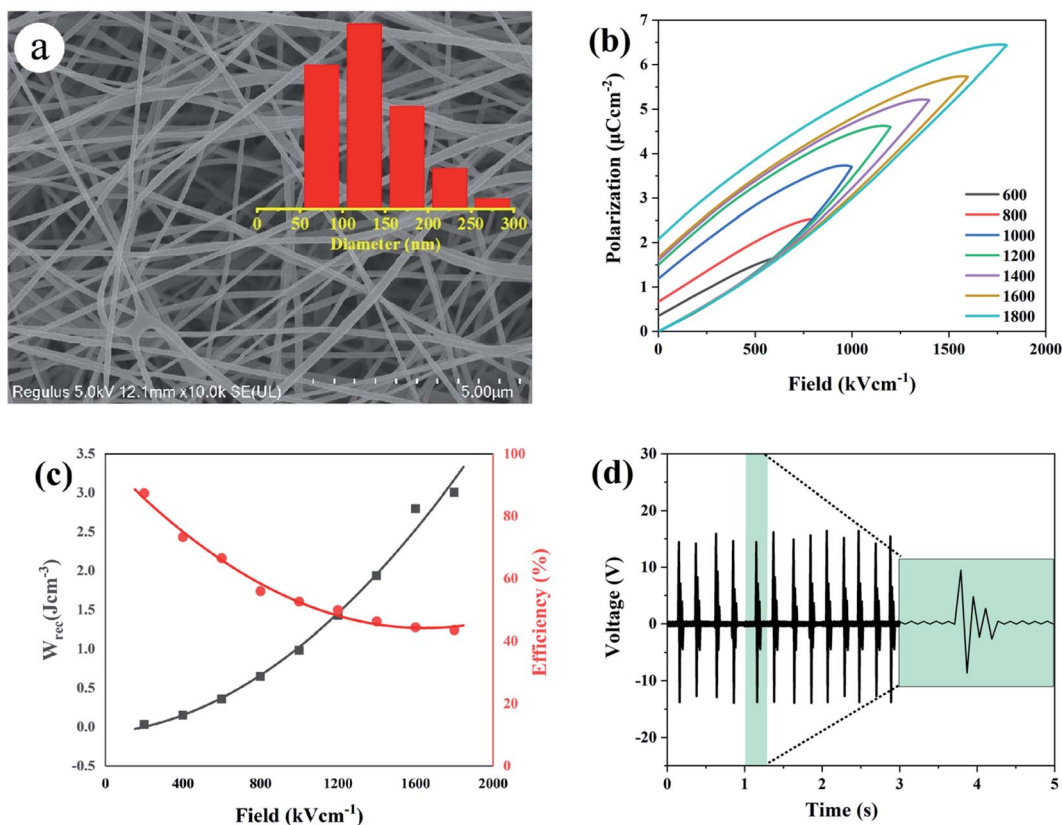 a
0 50 100 150 200 250 300
Diameter (nm)
Regulus 5.0kV 12.1mm x10.0k SE(UL) 5.00μm
(b)
7
6
5
4
3
2
1
0
Polarization (μCcm⁻²)
600
800
1000
1200
1400
1600
1800
0 500 1000 1500 2000
Field (kVcm⁻¹)
(c)
3.5
3.0
2.5
2.0
1.5
1.0
0.5
0.0
-0.5
Wrec(Jcm⁻³)
100
80
60
40
20
0
Efficiency (%)
0 400 800 1200 1600 2000
Field (kVcm⁻¹)
(d)
30
20
10
0
-10
-20
Voltage (V)
0 1 2 3 4 5
Time (s)